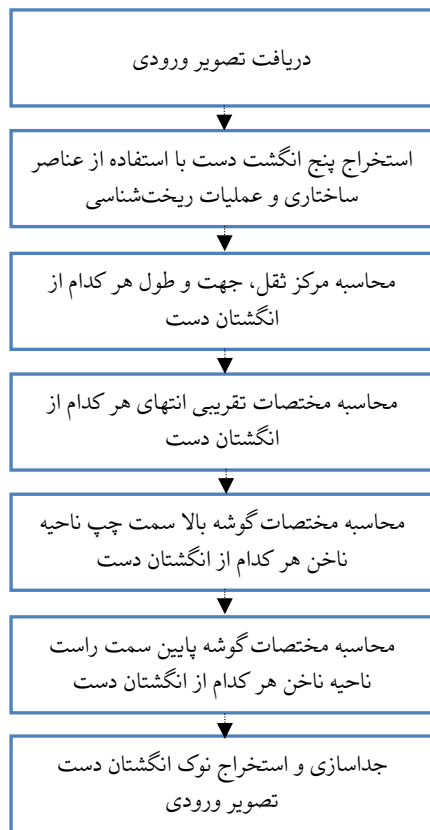 دریافت تصویر ورودی
استخراج پنج انگشت دست با استفاده از عناصر
ساختاری و عملیات ریخت‌شناسی
محاسبه مرکز ثقل، جهت و طول هر کدام از
انگشتان دست
محاسبه مختصات تقریبی انتهای هر کدام از
انگشتان دست
محاسبه مختصات گوشه بالا سمت چپ ناحیه
ناخن هر کدام از انگشتان دست
محاسبه مختصات گوشه پایین سمت راست
ناحیه ناخن هر کدام از انگشتان دست
جداسازی و استخراج نوک انگشتان دست
تصویر ورودی